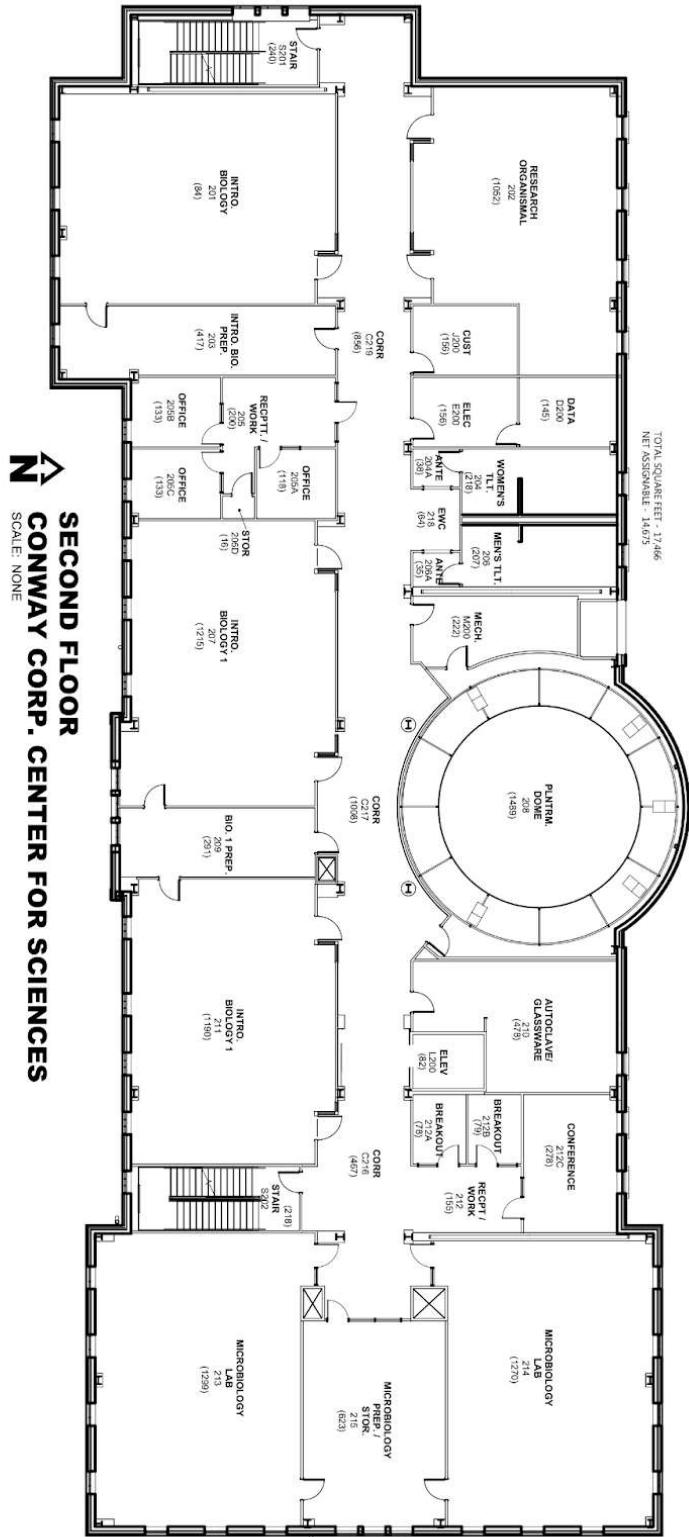 TOTAL SQUARE FEET - 17,466
NET ASSIGNABLE - 14,675
RESEARCH
ORGANISMAL
202
(1052)
DATA
D200
(145)
CUST
J200
(156)
ELEC
E200
(156)
WOMEN'S
TLT.
204
(218)
ANTE
204A
(38)
EWC
218
(64)
MEN'S TLT.
206
(207)
ANTE
206A
(35)
MECH.
M200
(222)
PLNTRM.
DOME
208
(1489)
AUTOCLAVE/
GLASSWARE
210
(478)
ELEV
L200
(82)
CONFERENCE
212C
(278)
BREAKOUT
212B
(79)
BREAKOUT
212A
(78)
RECPT /
WORK
212
(155)
MICROBIOLOGY
LAB
214
(1270)
CORR
C219
(856)
CORR
C217
(1008)
CORR
C216
(467)
MICROBIOLOGY
PREP. /
STOR.
215
(623)
STAIR
S201
(240)
INTRO.
BIOLOGY
201
(84)
INTRO. BIO.
PREP.
203
(417)
RECPTT. /
WORK
205
(200)
OFFICE
205A
(118)
OFFICE
205B
(133)
OFFICE
205C
(133)
STOR
206D
(16)
INTRO.
BIOLOGY 1
207
(1215)
BIO. 1 PREP.
209
(291)
INTRO.
BIOLOGY 1
211
(1190)
(218)
STAIR
S202
MICROBIOLOGY
LAB
213
(1299)
N
SECOND FLOOR
CONWAY CORP. CENTER FOR SCIENCES
SCALE: NONE